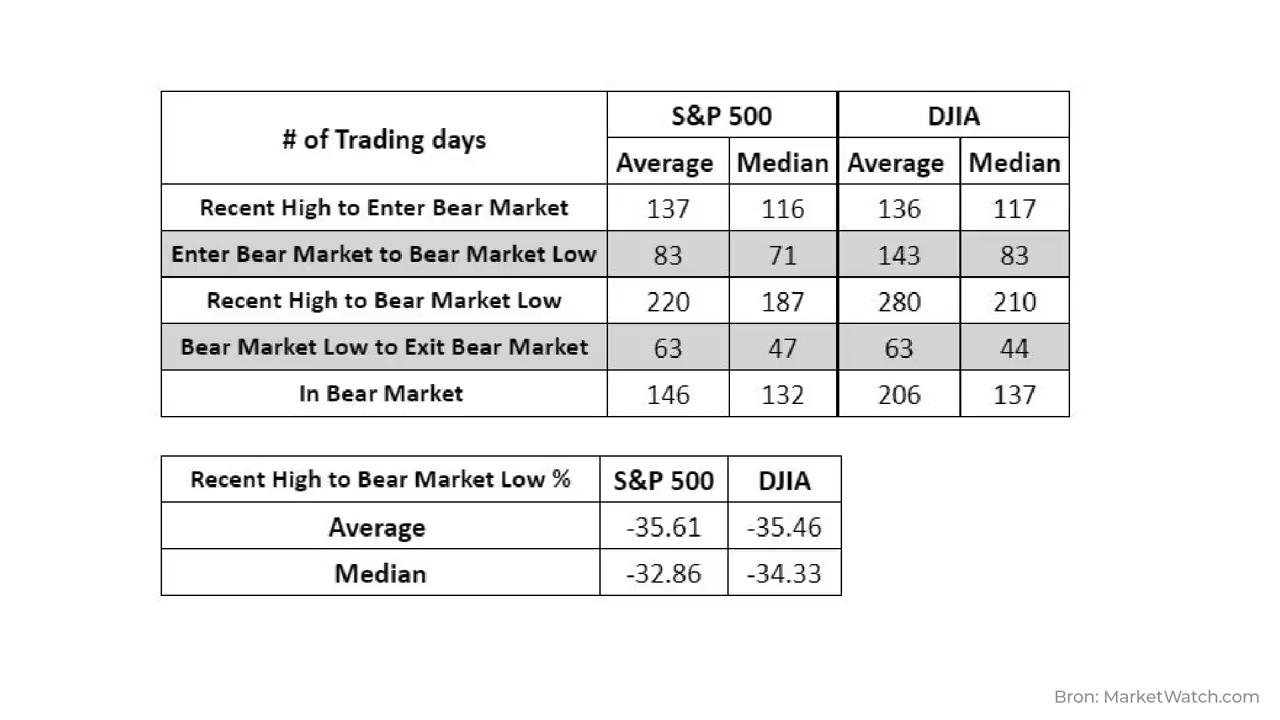 # of Trading days S&P 500 DJIA
Average Median Average Median
Recent High to Enter Bear Market 137 116 136 117
Enter Bear Market to Bear Market Low 83 71 143 83
Recent High to Bear Market Low 220 187 280 210
Bear Market Low to Exit Bear Market 63 47 63 44
In Bear Market 146 132 206 137
Recent High to Bear Market Low % S&P 500 DJIA
Average -35.61 -35.46
Median -32.86 -34.33
Bron: MarketWatch.com